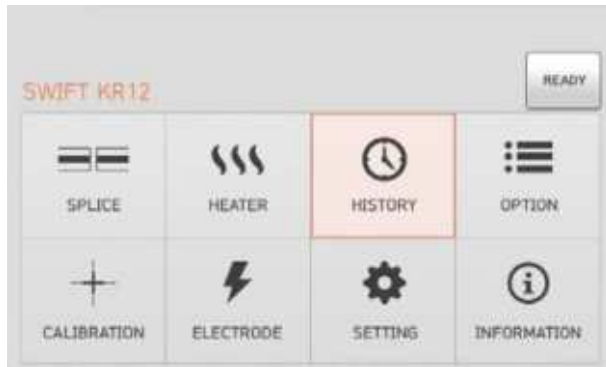 READY
SWIFT KR12
SPLICE HEATER HISTORY OPTION
CALIBRATION ELECTRODE SETTING INFORMATION